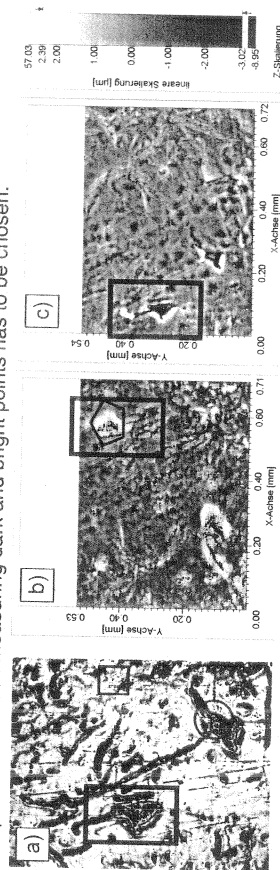 measuring dark and bright points has to be chosen.
a)
b)
c)
Y-Achse [mm]
0.53
0.40
0.20
0.00
0.20
0.40
0.60
0.71
X-Achse [mm]
Y-Achse [mm]
0.54
0.40
0.20
0.00
0.20
0.40
0.60
0.72
X-Achse [mm]
57.03
2.39
2.00
1.00
0.00
-1.00
-2.00
-3.02
-8.95
lineare Skalierung [µm]
Z-Skalierung